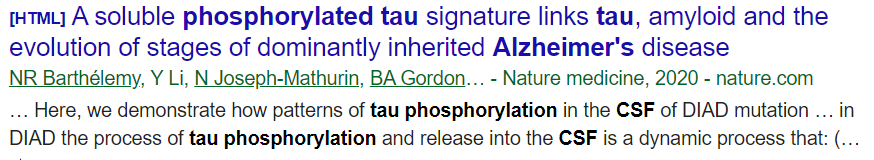 [HTML] A soluble phosphorylated tau signature links tau, amyloid and the
evolution of stages of dominantly inherited Alzheimer's disease
NR Barthélemy, Y Li, N Joseph-Mathurin, BA Gordon… - Nature medicine, 2020 - nature.com
… Here, we demonstrate how patterns of tau phosphorylation in the CSF of DIAD mutation … in
DIAD the process of tau phosphorylation and release into the CSF is a dynamic process that: (…